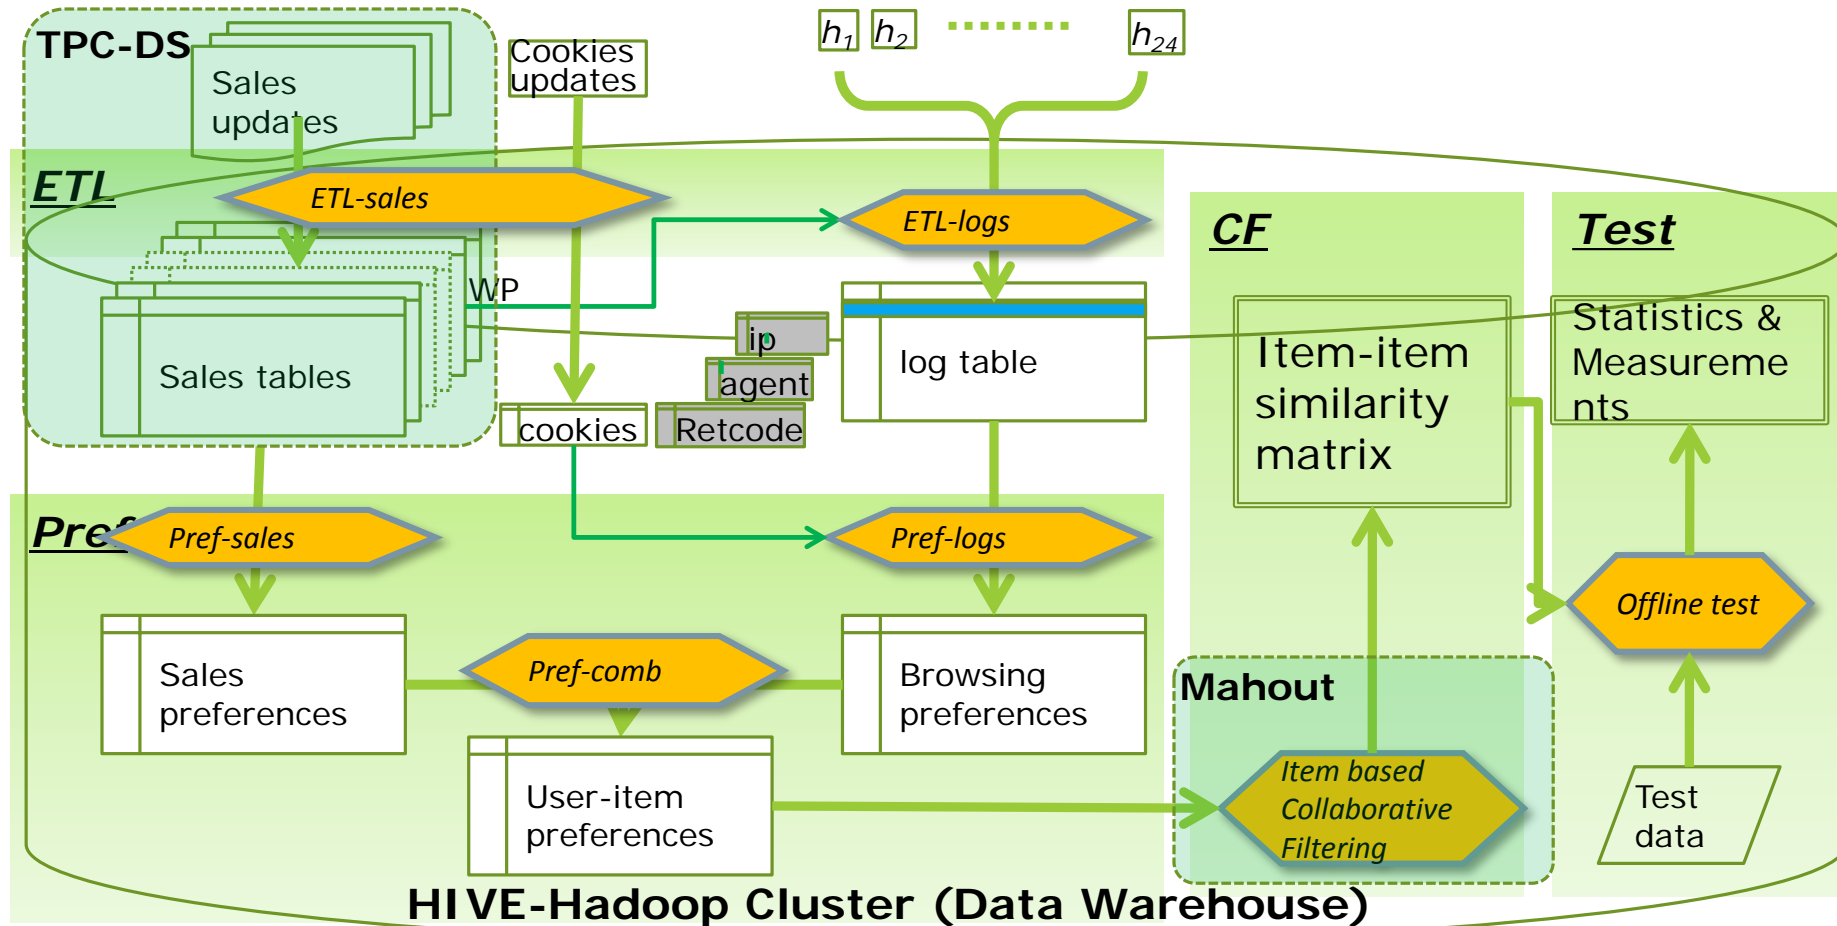 TPC-DS
Sales
updates
Cookies
updates
h1
h2
h24
ETL
ETL-sales
ETL-logs
CF
Test
WP
Sales tables
ip
agent
Retcode
cookies
log table
Item-item
similarity
matrix
Statistics &
Measureme
nts
Pref
Pref-sales
Pref-logs
Offline test
Sales
preferences
Pref-comb
Browsing
preferences
Mahout
User-item
preferences
Item based
Collaborative
Filtering
Test
data
HIVE-Hadoop Cluster (Data Warehouse)